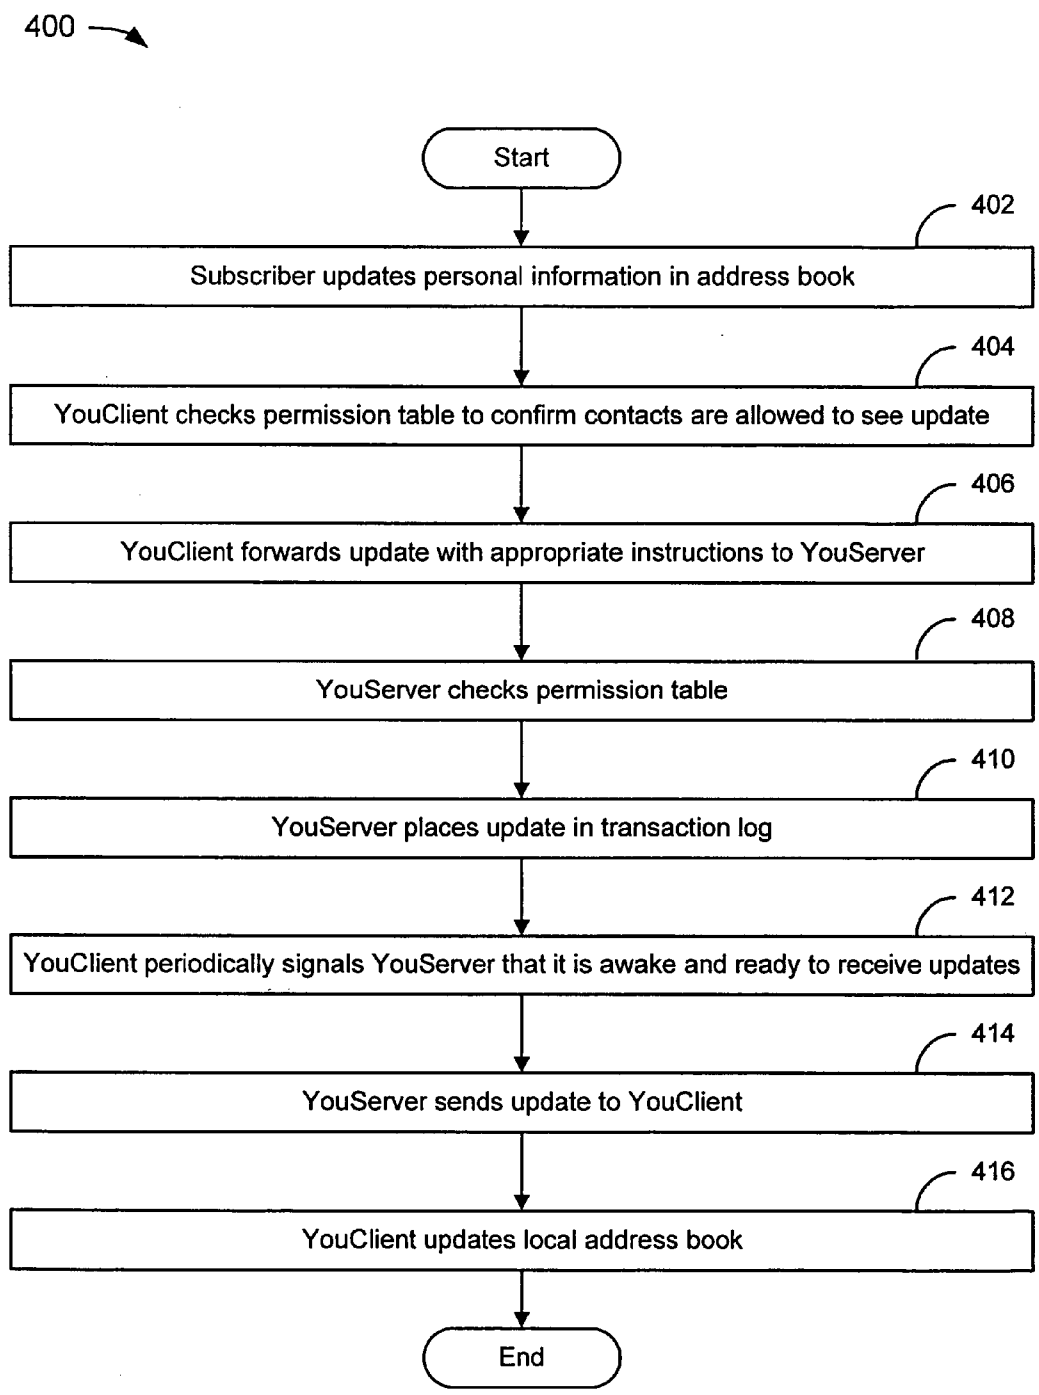 400
Start
402
Subscriber updates personal information in address book
404
YouClient checks permission table to confirm contacts are allowed to see update
406
YouClient forwards update with appropriate instructions to YouServer
408
YouServer checks permission table
410
YouServer places update in transaction log
412
YouClient periodically signals YouServer that it is awake and ready to receive updates
414
YouServer sends update to YouClient
416
YouClient updates local address book
End